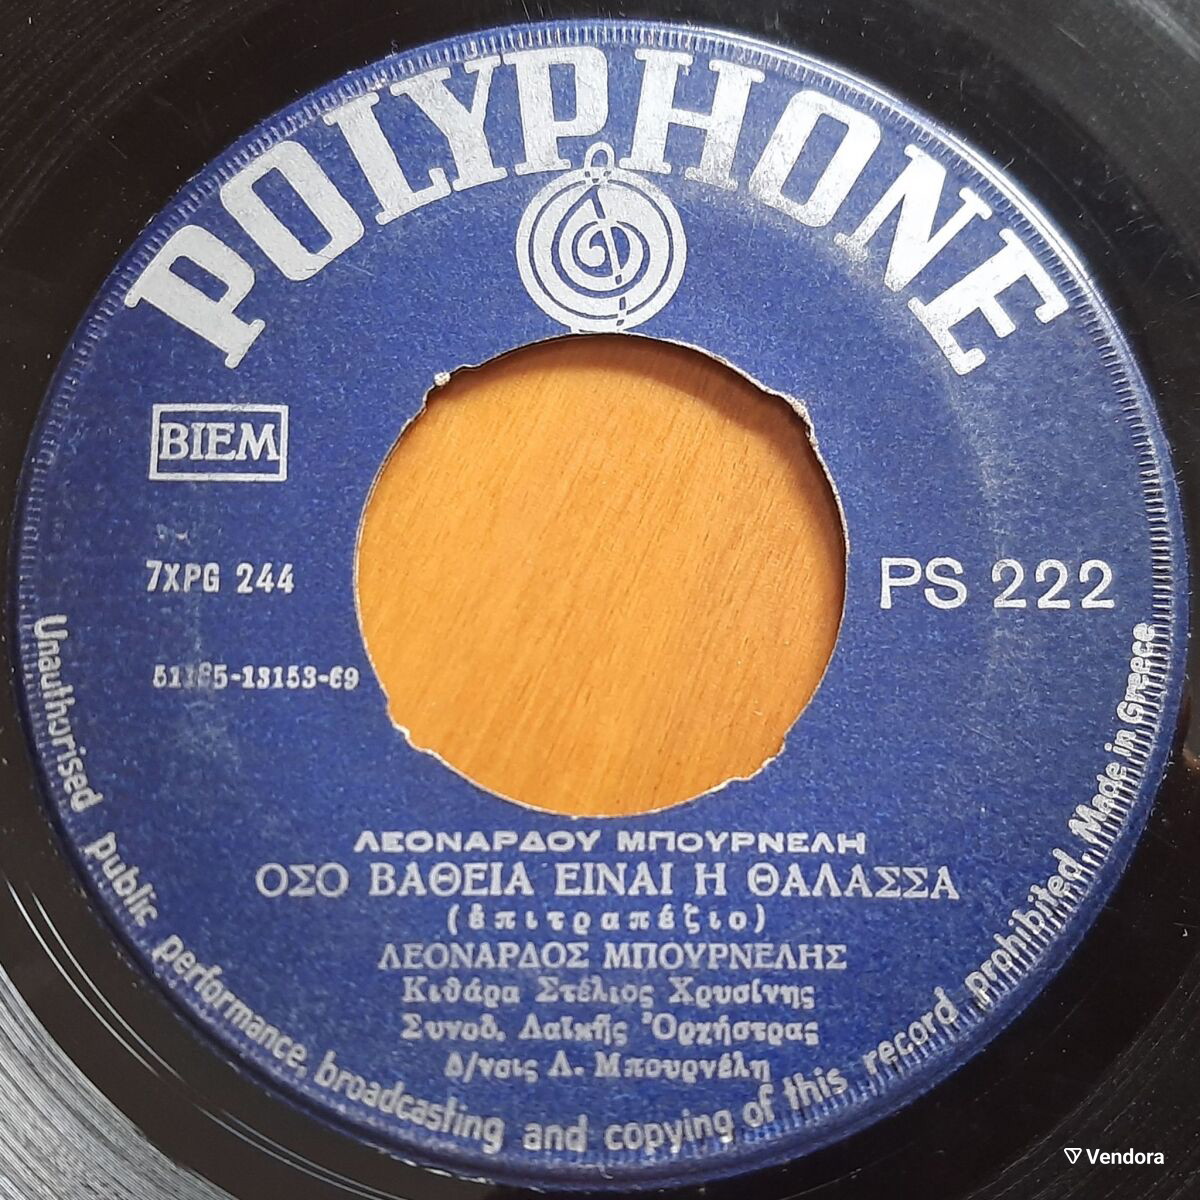 POLYPHONE
BIEM
7XPG 244
PS 222
ΛΕΟΝΑΡΔΟΥ ΜΠΟΥΡΝΕΛΗ
ΟΣΟ ΒΑΘΕΙΑ ΕΙΝΑΙ Η ΘΑΛΑΣΣΑ
(ἐπιτραπέζιο)
ΛΕΟΝΑΡΔΟΣ ΜΠΟΥΡΝΕΛΗΣ
Κιθάρα Στέλιος Χρυσίνης
Συνοδ. Λαϊκῆς Ὀρχήστρας
Δ/νσις Λ. Μπουρνέλη
Unauthorised public performance, broadcasting and copying of this record prohibited. Made in Greece
Vendora